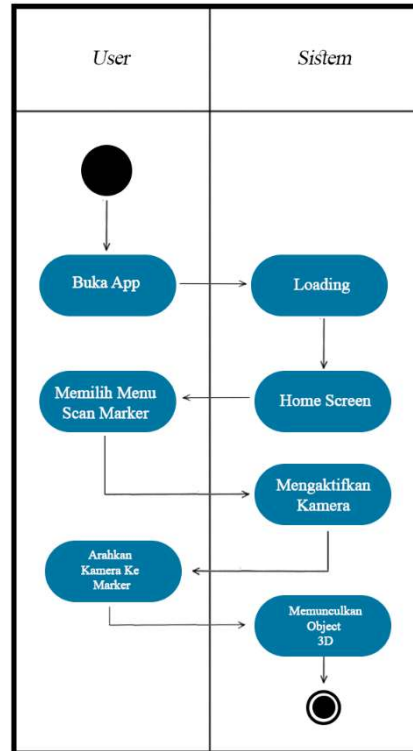 User
Sistem
Buka App
Loading
Memilih Menu
Scan Marker
Home Screen
Mengaktifkan
Kamera
Arahkan
Kamera Ke
Marker
Memunculkan
Object
3D